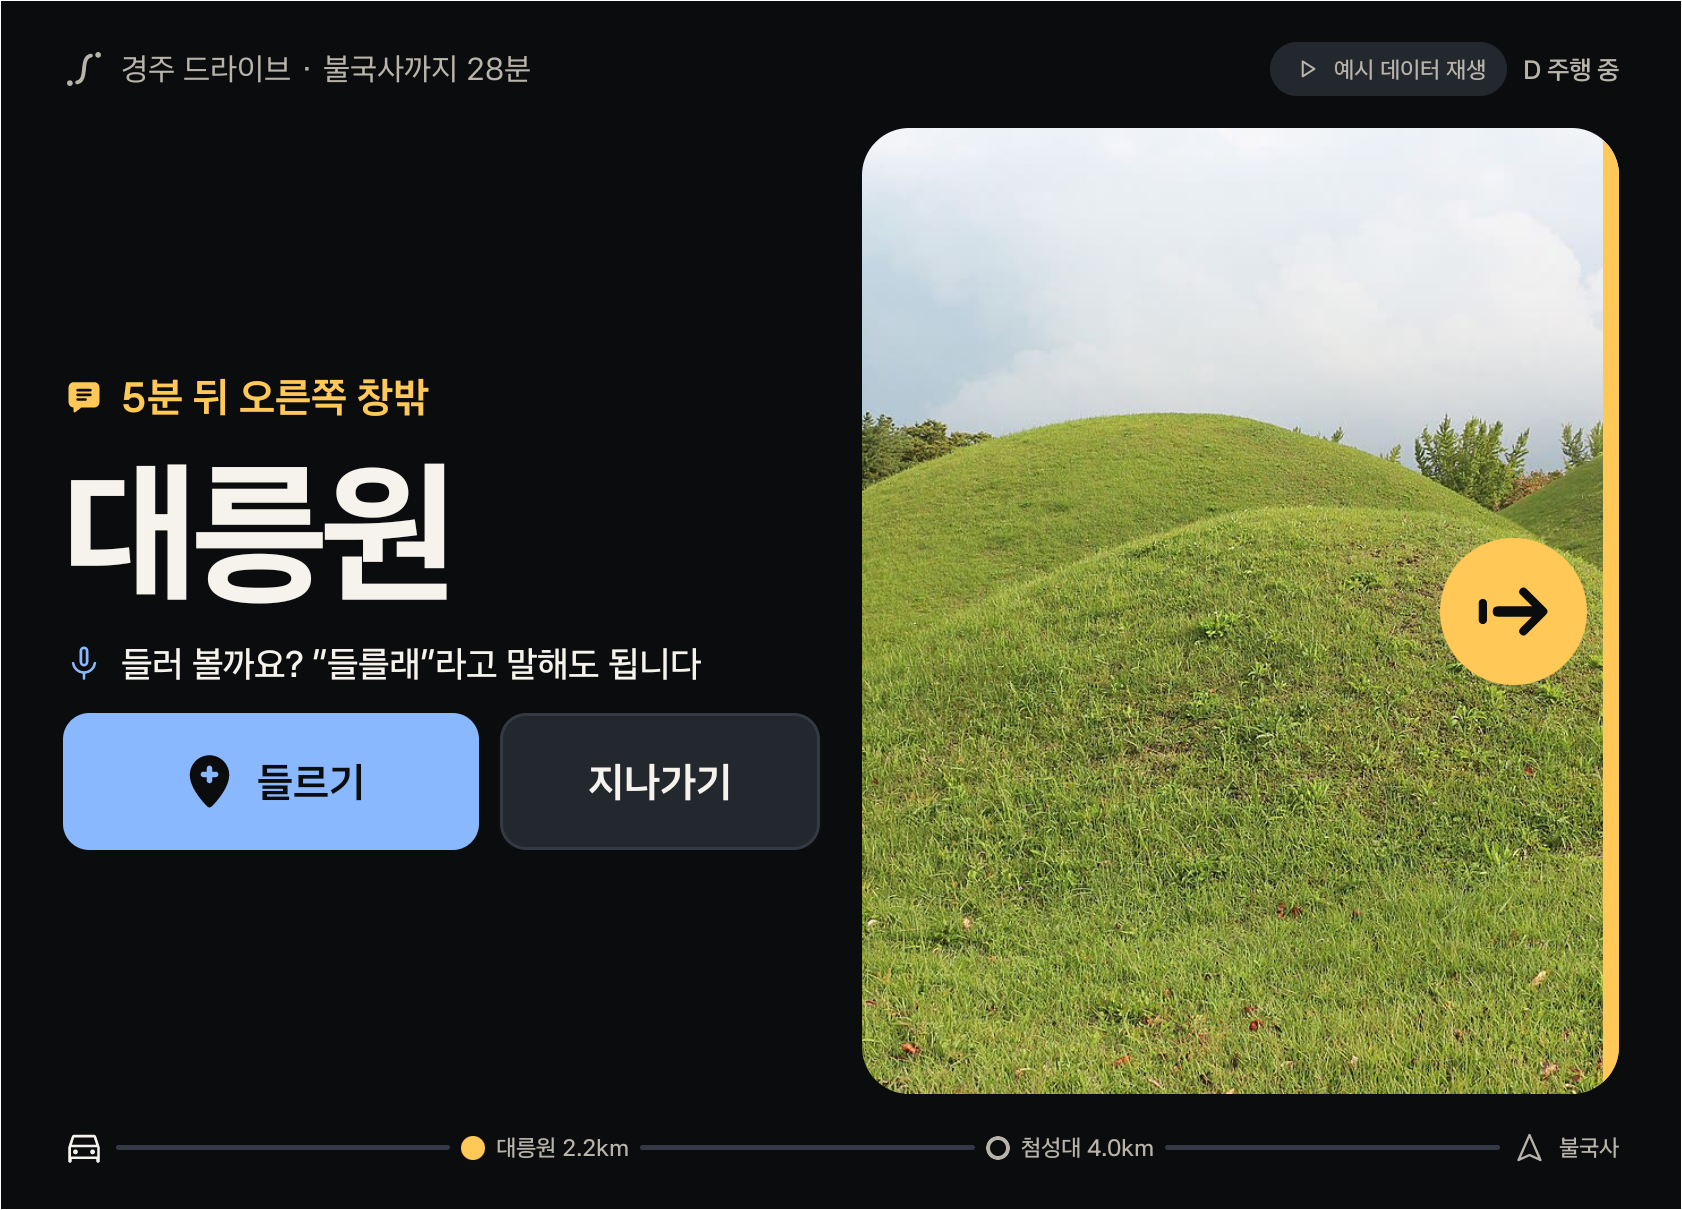 경주 드라이브 · 불국사까지 28분
예시 데이터 재생
D 주행 중
5분 뒤 오른쪽 창밖
대릉원
들러 볼까요? "들를래"라고 말해도 됩니다
들르기
지나가기
대릉원 2.2km
첨성대 4.0km
불국사